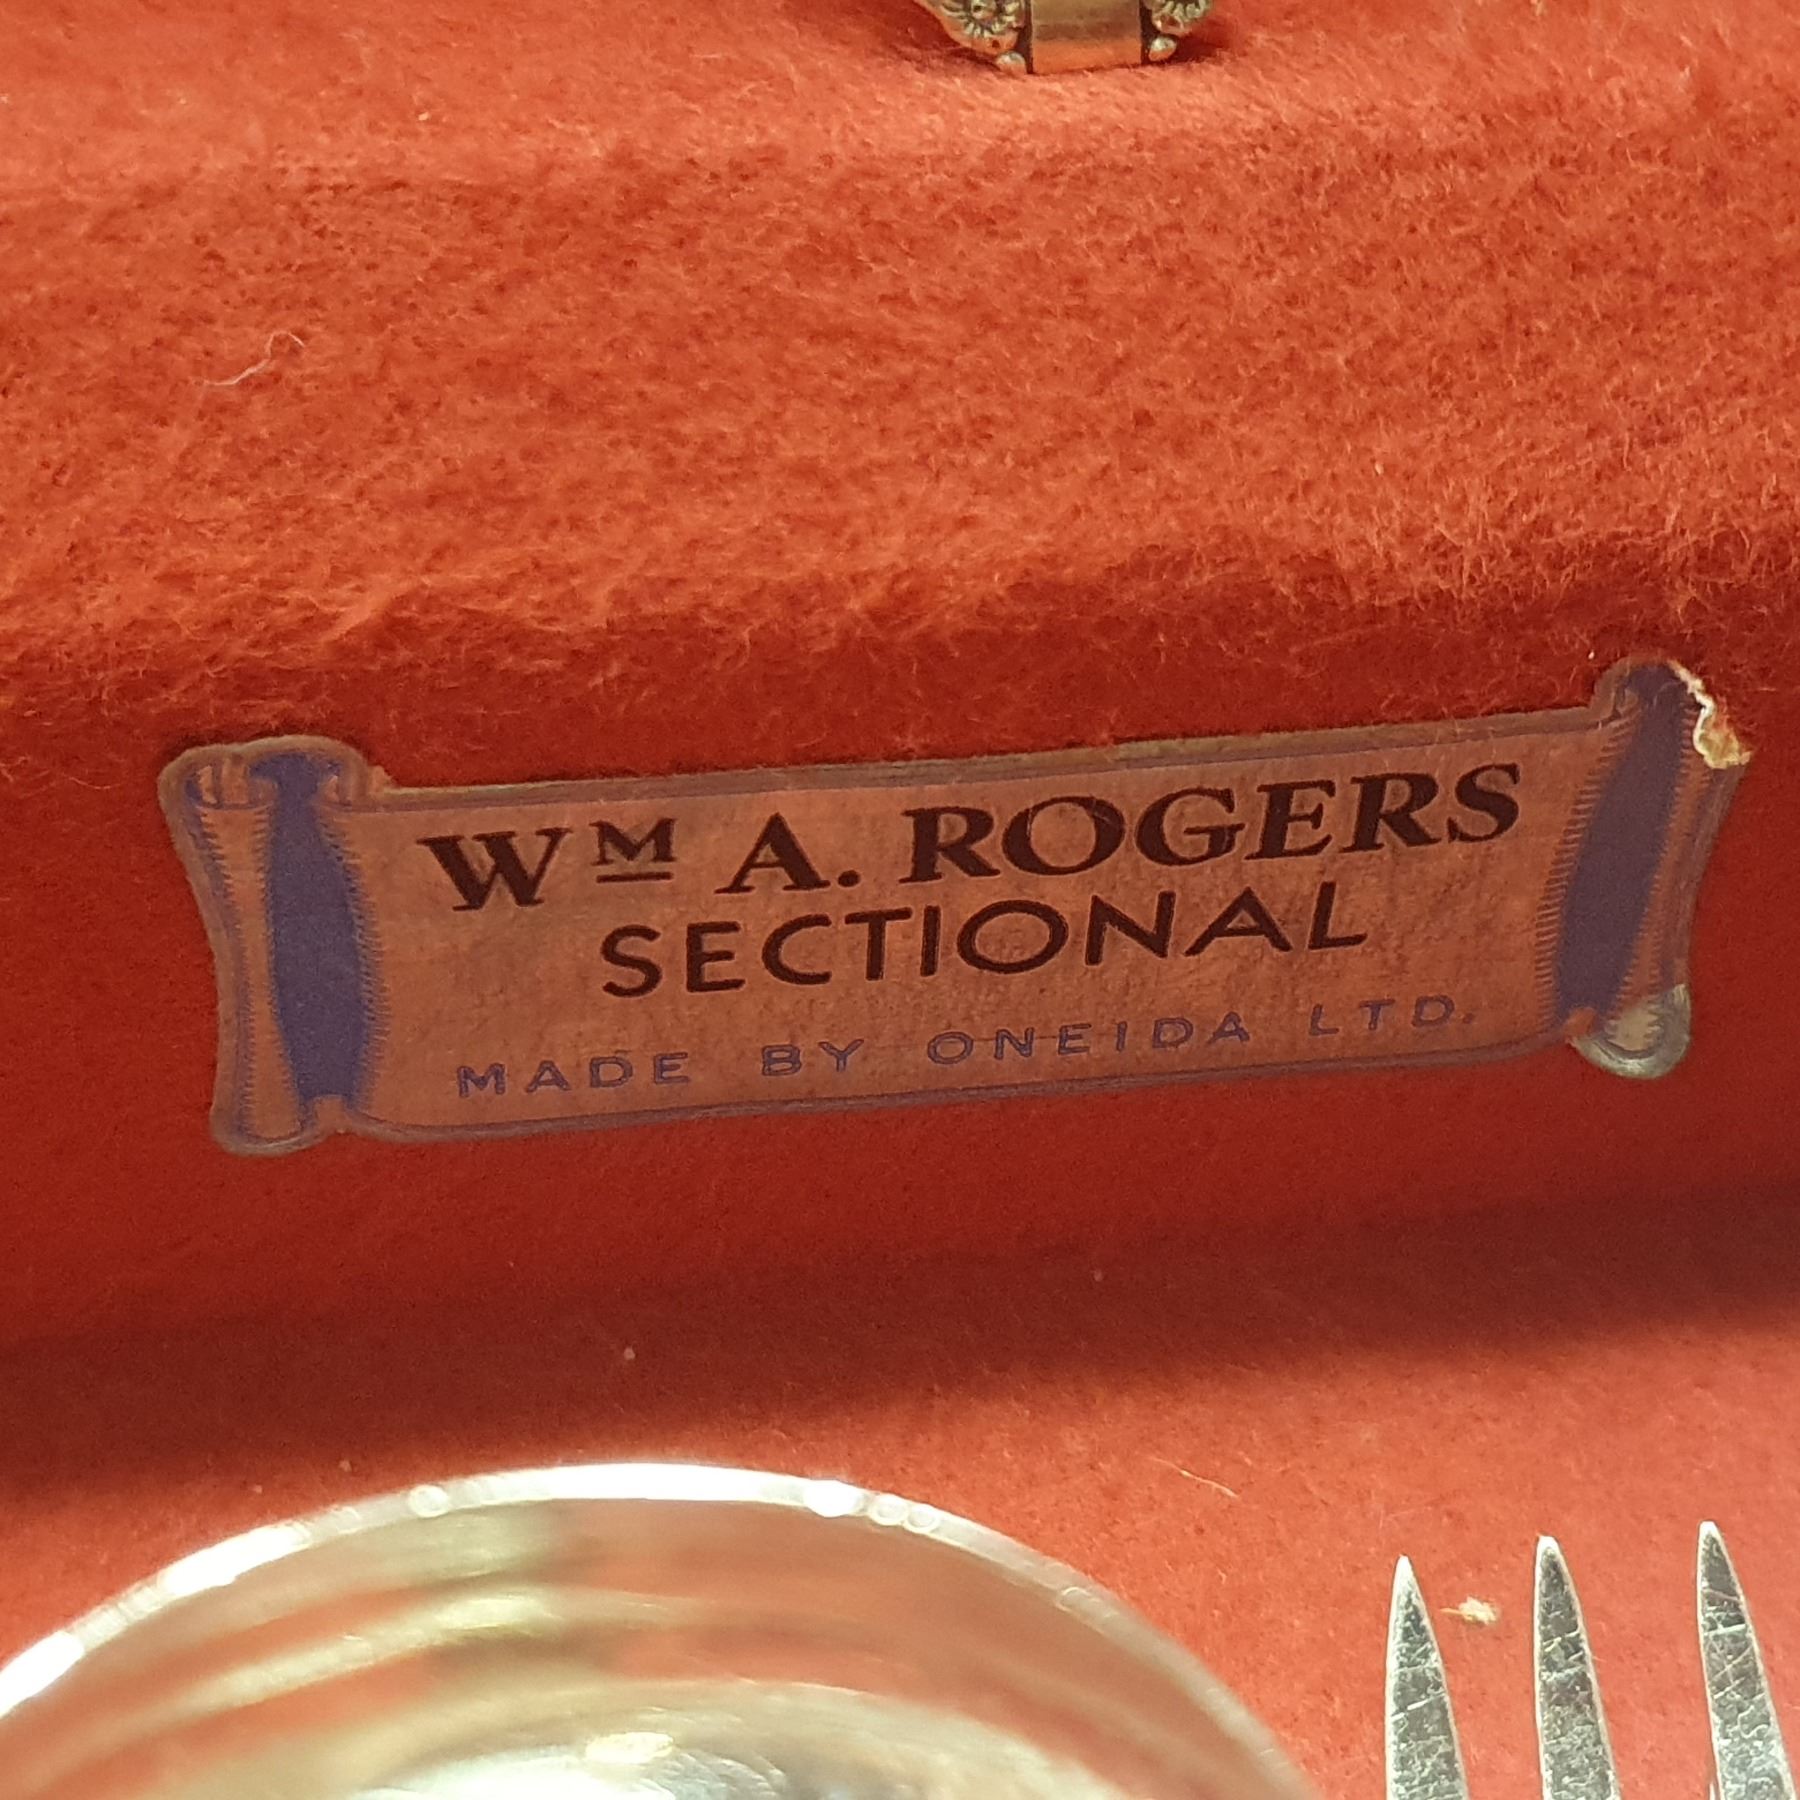 Wᴹ A. ROGERS
SECTIONAL
MADE BY ONEIDA LTD.